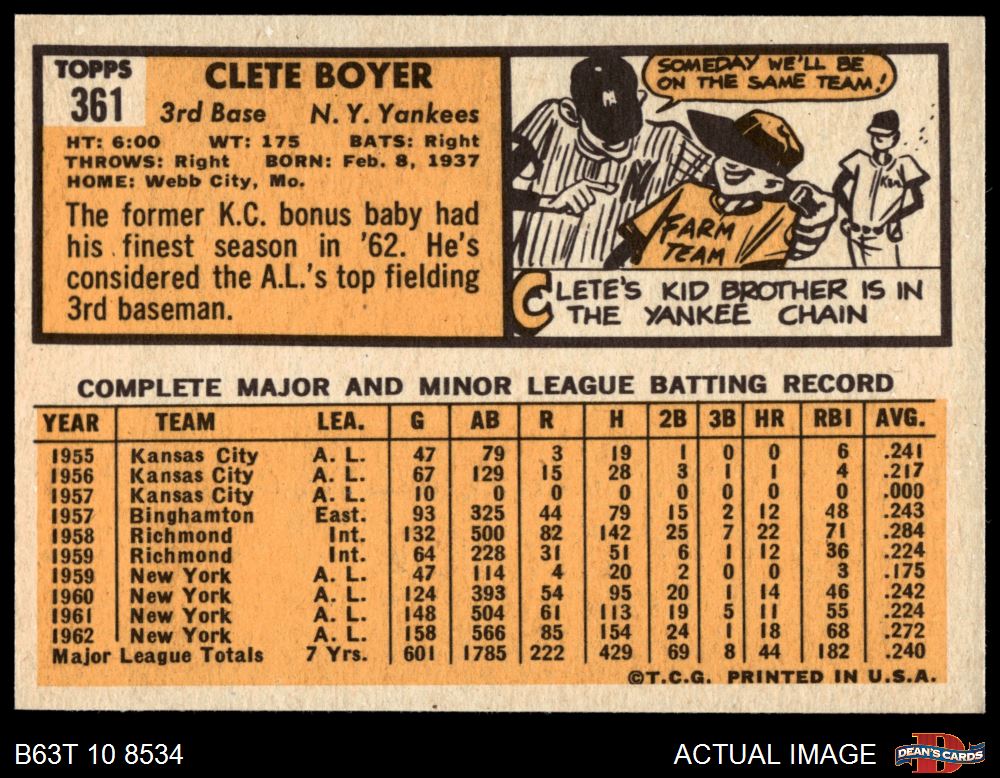 TOPPS
361
CLETE BOYER
3rd Base N. Y. Yankees
HT: 6:00 WT: 175 BATS: Right
THROWS: Right BORN: Feb. 8, 1937
HOME: Webb City, Mo.
The former K.C. bonus baby had
his finest season in '62. He's
considered the A.L.'s top fielding
3rd baseman.
SOMEDAY WE'LL BE
ON THE SAME TEAM!
FARM
TEAM
CLETE'S KID BROTHER IS IN
THE YANKEE CHAIN
COMPLETE MAJOR AND MINOR LEAGUE BATTING RECORD
YEAR TEAM LEA. G AB R H 2B 3B HR RBI AVG.
1955 Kansas City A. L. 47 79 3 19 1 0 0 6 .241
1956 Kansas City A. L. 67 129 15 28 3 1 1 4 .217
1957 Kansas City A. L. 10 0 0 0 0 0 0 0 .000
1957 Binghamton East. 93 325 44 79 15 2 12 48 .243
1958 Richmond Int. 132 500 82 142 25 7 22 71 .284
1959 Richmond Int. 64 228 31 51 6 1 12 36 .224
1959 New York A. L. 47 114 4 20 2 0 0 3 .175
1960 New York A. L. 124 393 54 95 20 1 14 46 .242
1961 New York A. L. 148 504 61 113 19 5 11 55 .224
1962 New York A. L. 158 566 85 154 24 1 18 68 .272
Major League Totals 7 Yrs. 601 1785 222 429 69 8 44 182 .240
©T.C.G. PRINTED IN U.S.A.
B63T 10 8534 ACTUAL IMAGE DEAN'S CARDS